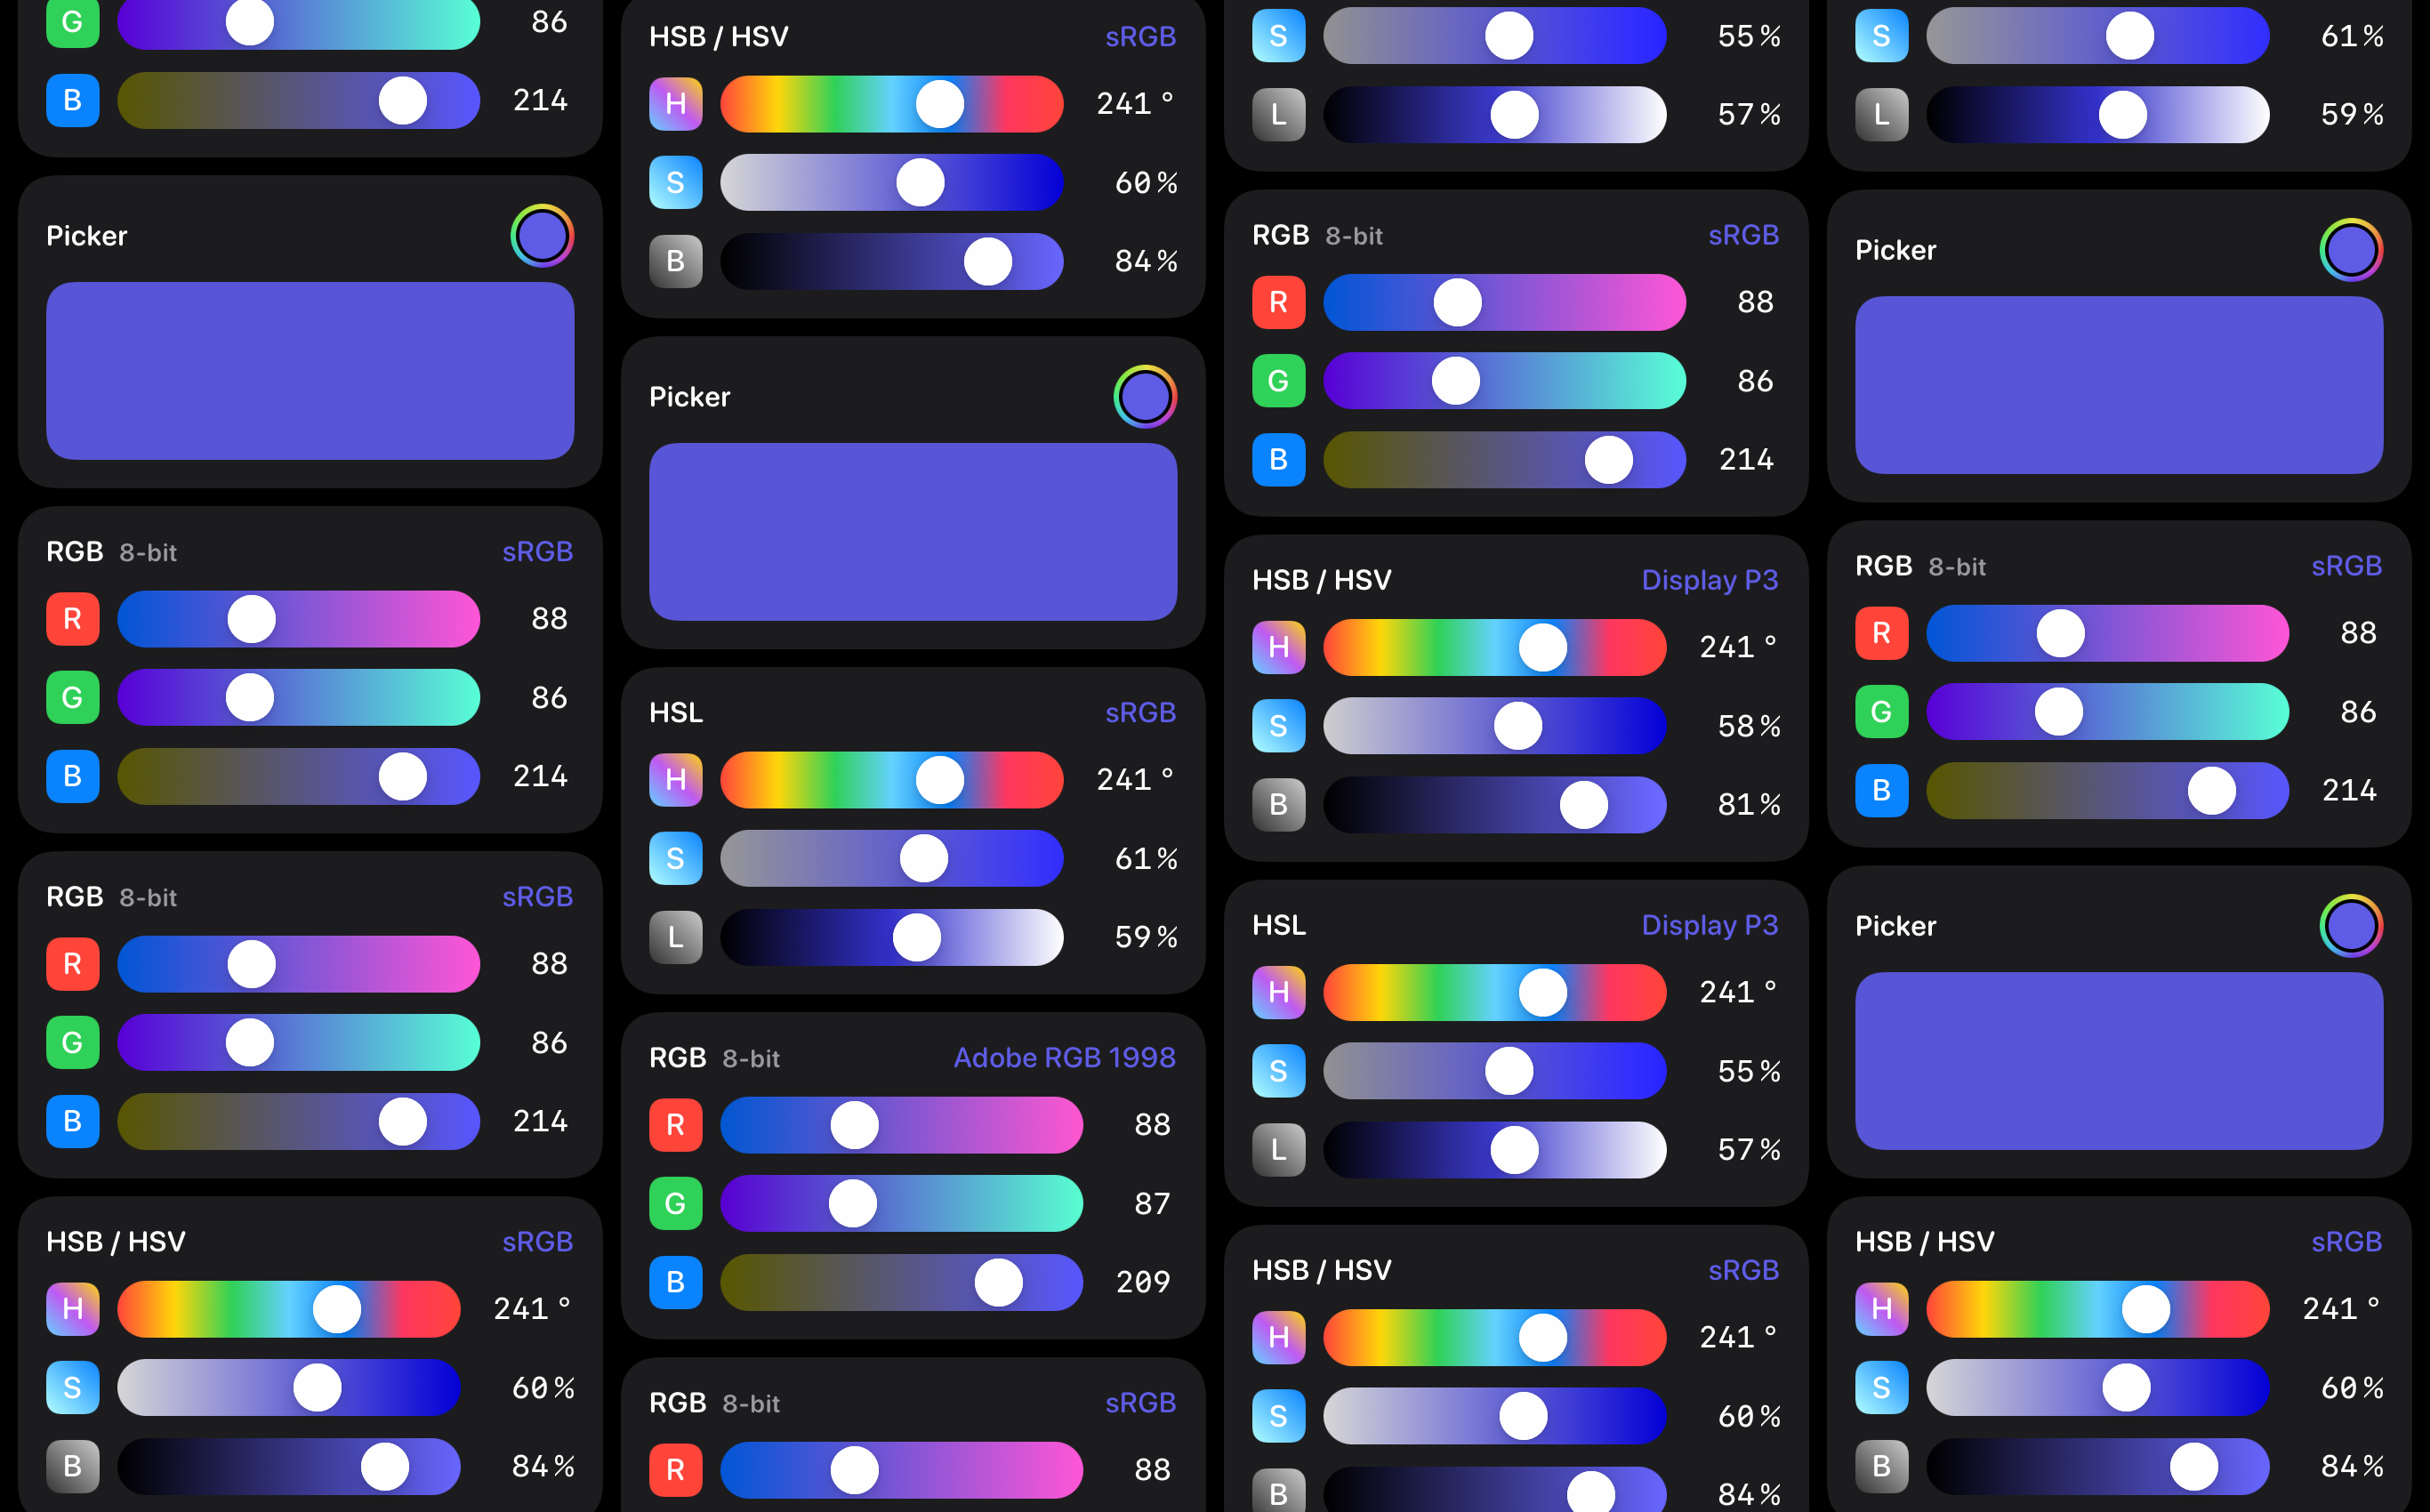 G 86
B 214
Picker
RGB 8-bit sRGB
R 88
G 86
B 214
RGB 8-bit sRGB
R 88
G 86
B 214
HSB / HSV sRGB
H 241 °
S 60%
B 84%
HSB / HSV sRGB
H 241 °
S 60%
B 84%
Picker
HSL sRGB
H 241 °
S 61%
L 59%
RGB 8-bit Adobe RGB 1998
R 88
G 87
B 209
RGB 8-bit sRGB
R 88
S 55%
L 57%
RGB 8-bit sRGB
R 88
G 86
B 214
HSB / HSV Display P3
H 241 °
S 58%
B 81%
HSL Display P3
H 241 °
S 55%
L 57%
HSB / HSV sRGB
H 241 °
S 60%
B 84%
S 61%
L 59%
Picker
RGB 8-bit sRGB
R 88
G 86
B 214
Picker
HSB / HSV sRGB
H 241 °
S 60%
B 84%